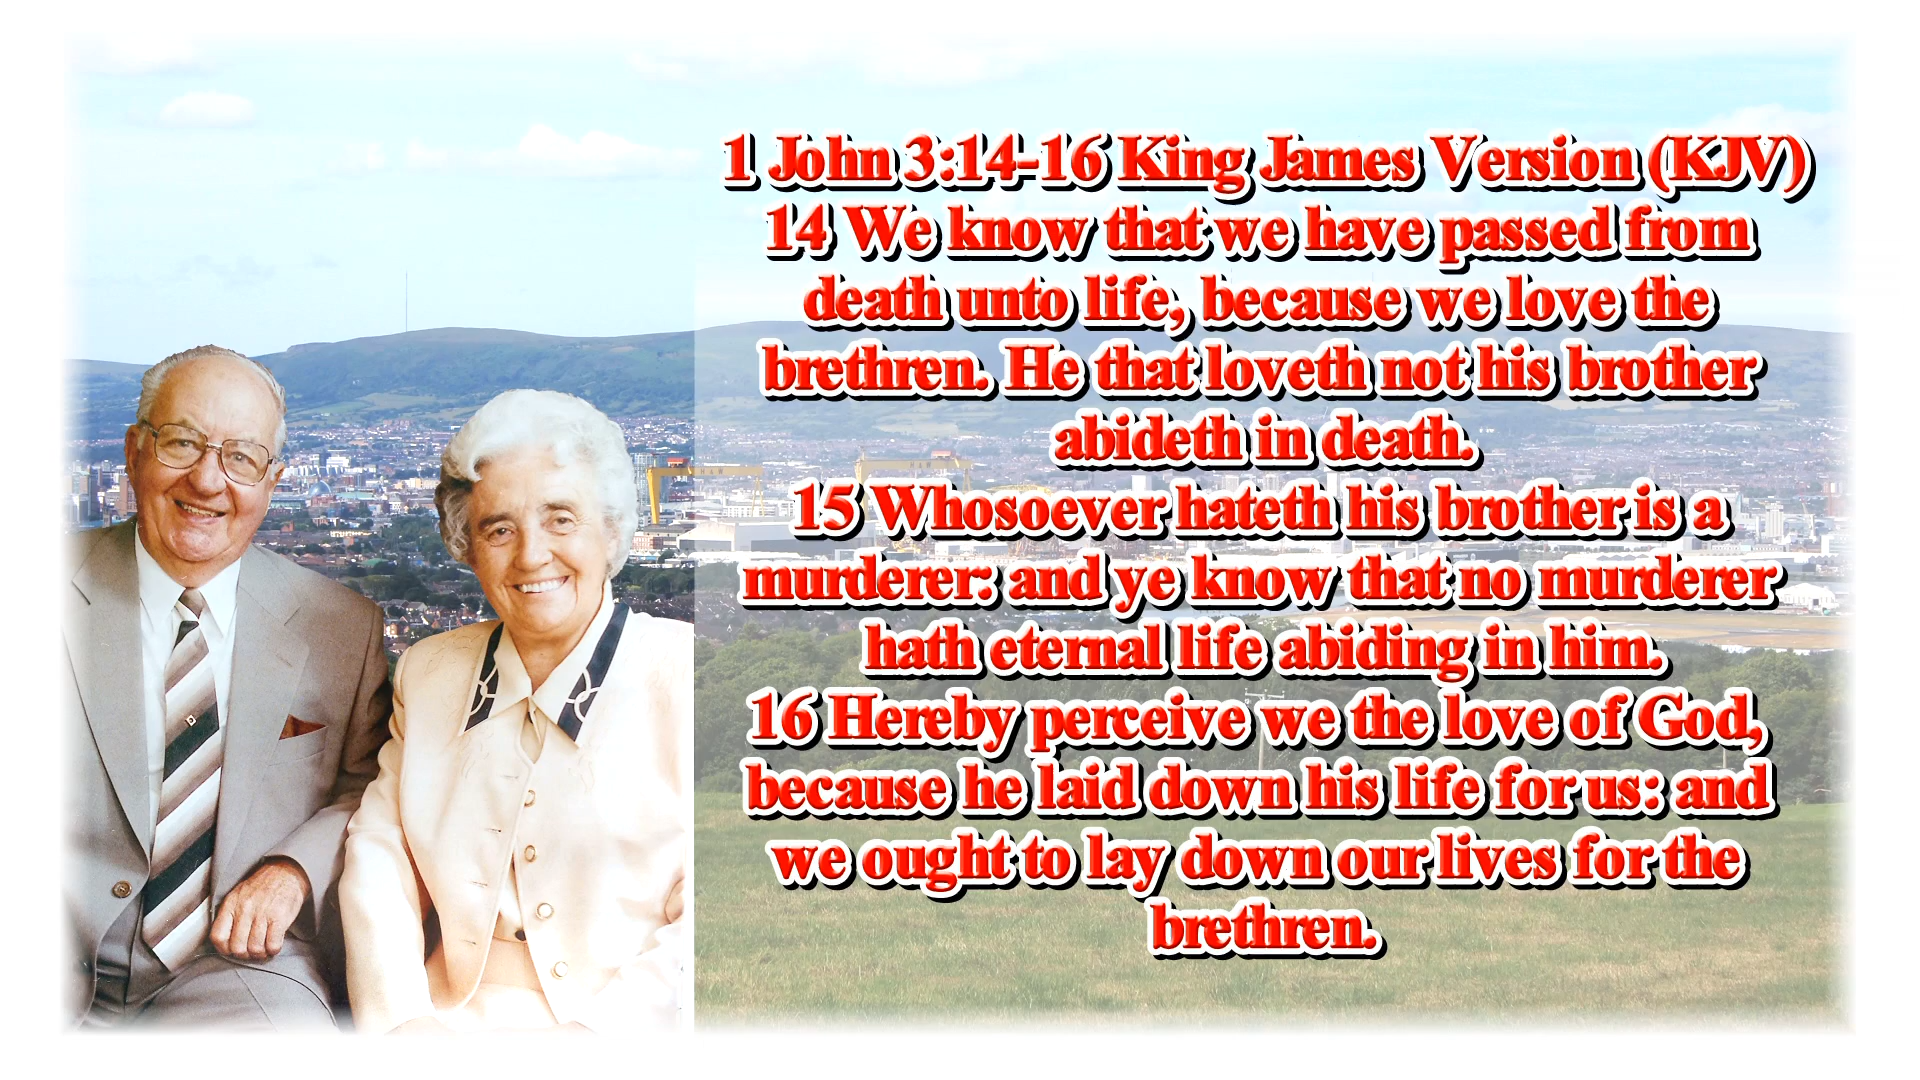 1 John 3:14-16 King James Version (KJV)
14 We know that we have passed from
death unto life, because we love the
brethren. He that loveth not his brother
abideth in death.
15 Whosoever hateth his brother is a
murderer: and ye know that no murderer
hath eternal life abiding in him.
16 Hereby perceive we the love of God,
because he laid down his life for us: and
we ought to lay down our lives for the
brethren.